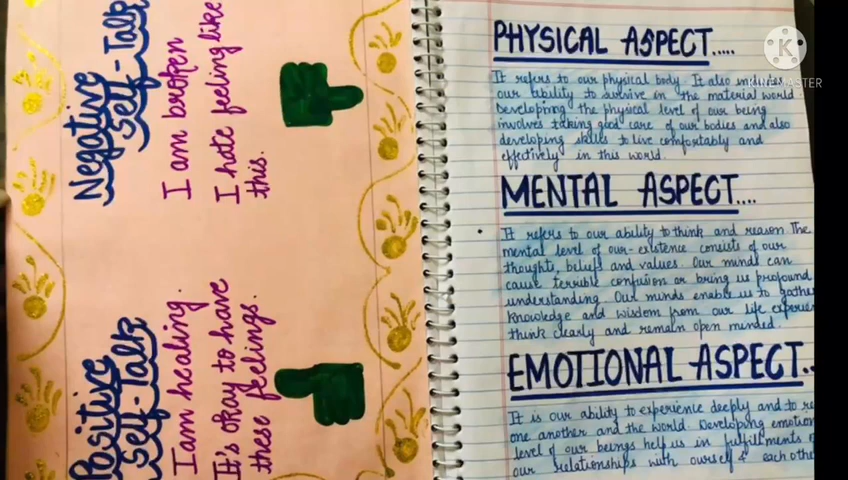 Negative
Self-Talk
I am broken
I hate feeling like
this.
Positive
Self-Talk
I am healing.
It's okay to have
these feelings.
PHYSICAL ASPECT.....
It refers to our physical body. It also
our ability to survive in the material world.
Developinng the physical level of our being
involves taking good care of our bodies and also
developing skills to live comfortably and
effectively in this world.
MENTAL ASPECT....
It refers to our ability to think and reason The
mental level of our existence consists of our
thoughts, beliefs and values. Our minds can
cause terrible confusion or bring us profound
understanding. Our minds enable us to gather
knowledge and wisdom from our life
think clearly and remain open minded.
EMOTIONAL ASPECT...
It is our ability to experience deeply and to
one another and the world. Developing
level of our beings help us in fulfillments
our relationships with ourself & each
KINEMASTER